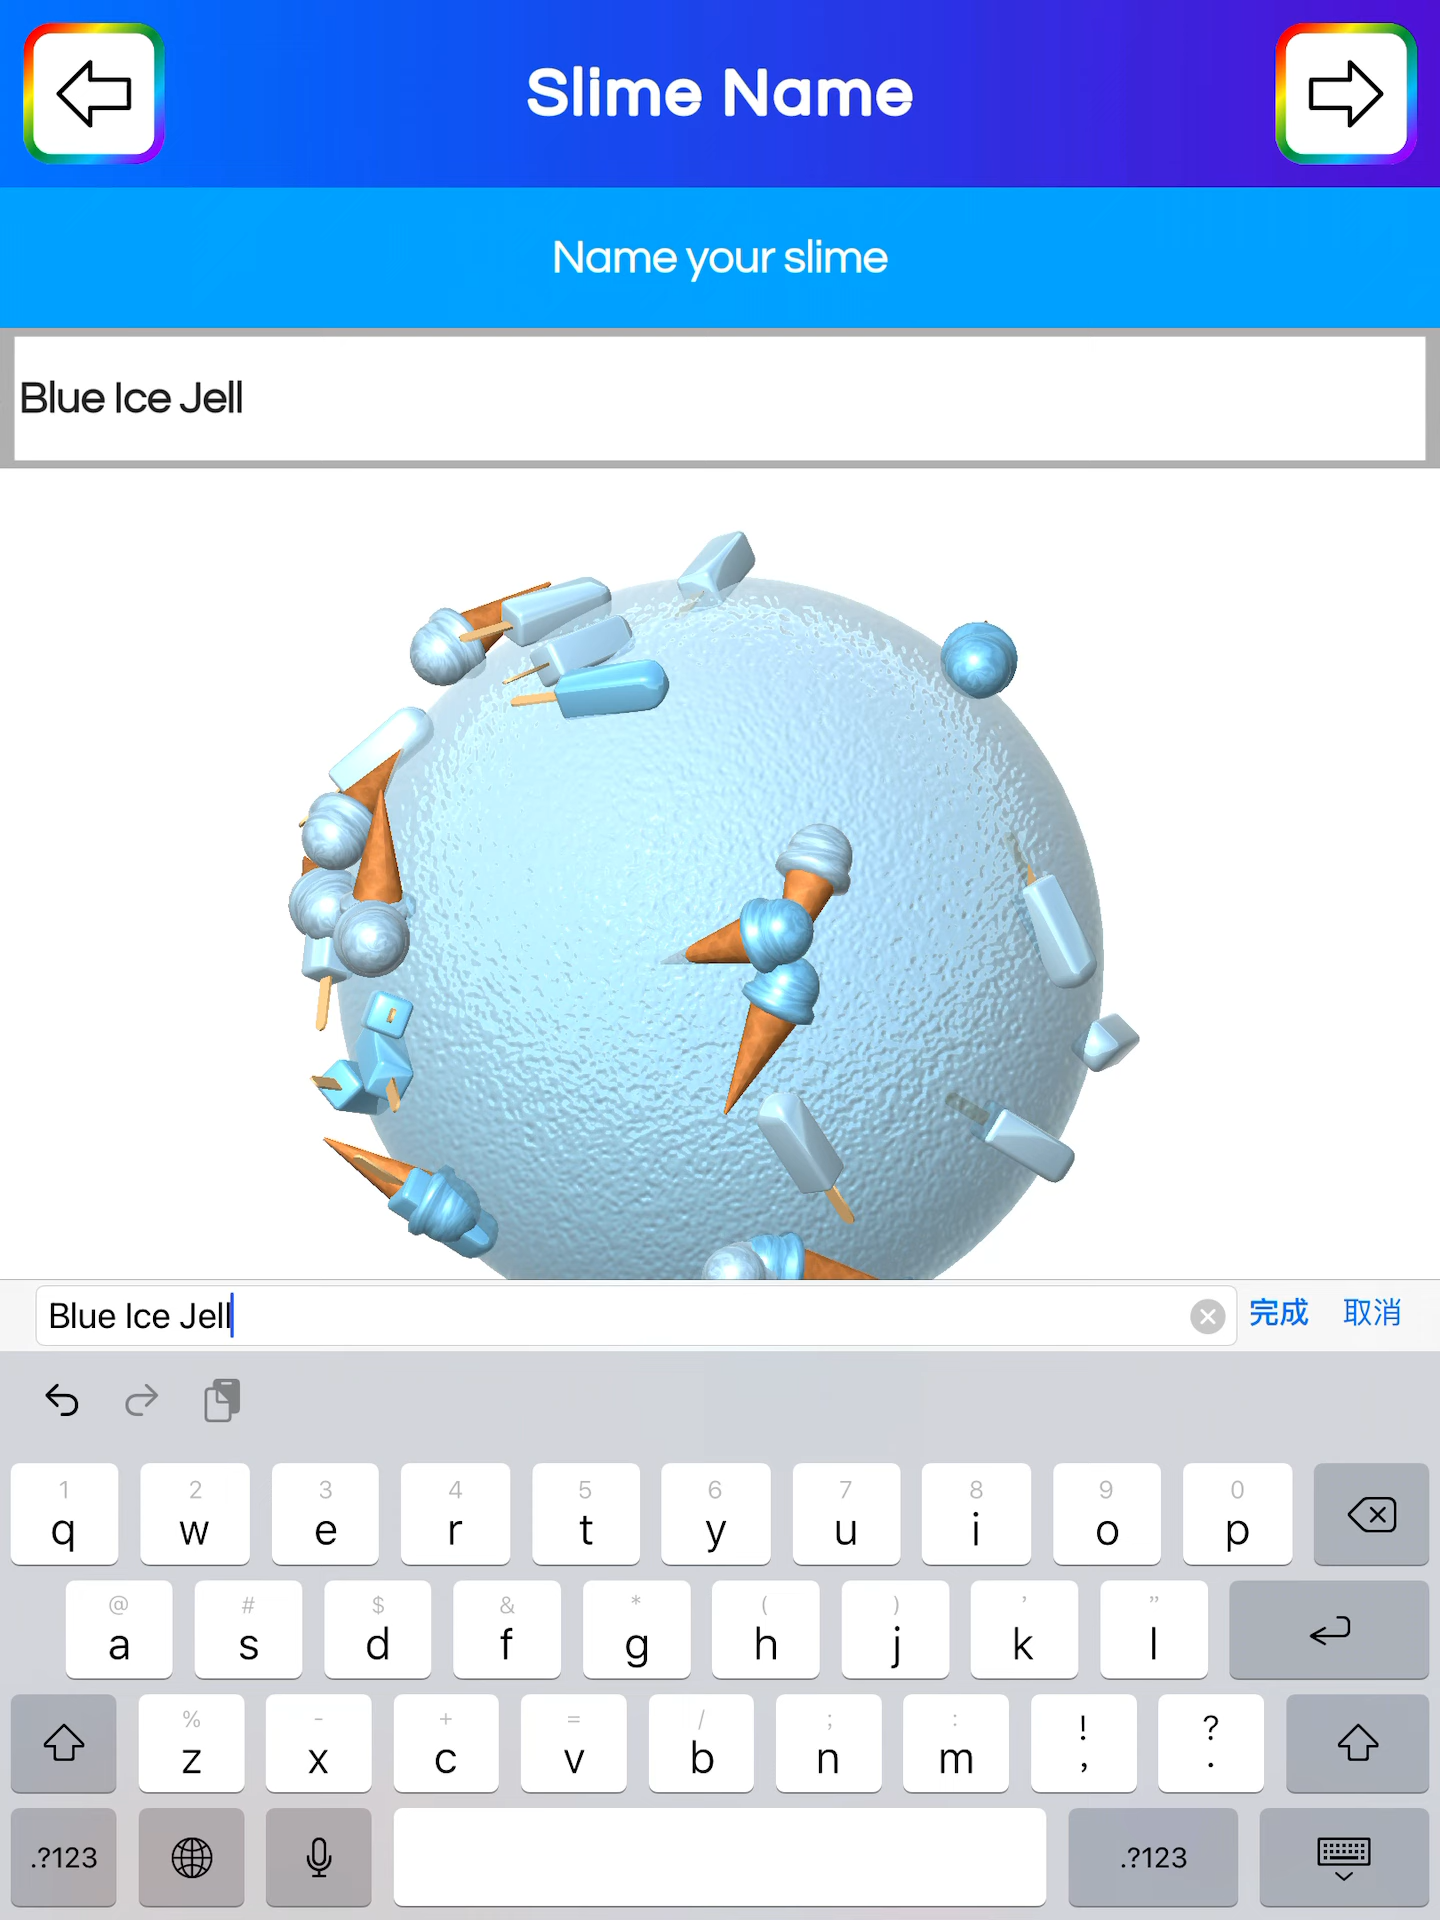 Slime Name
Name your slime
Blue Ice Jell
Blue Ice Jell 完成 取消
1 2 3 4 5 6 7 8 9 0
q w e r t y u i o p
@ # $ & * ( ) ' "
a s d f g h j k l
% - + = / ; : ! ?
z x c v b n m , .
.?123 .?123